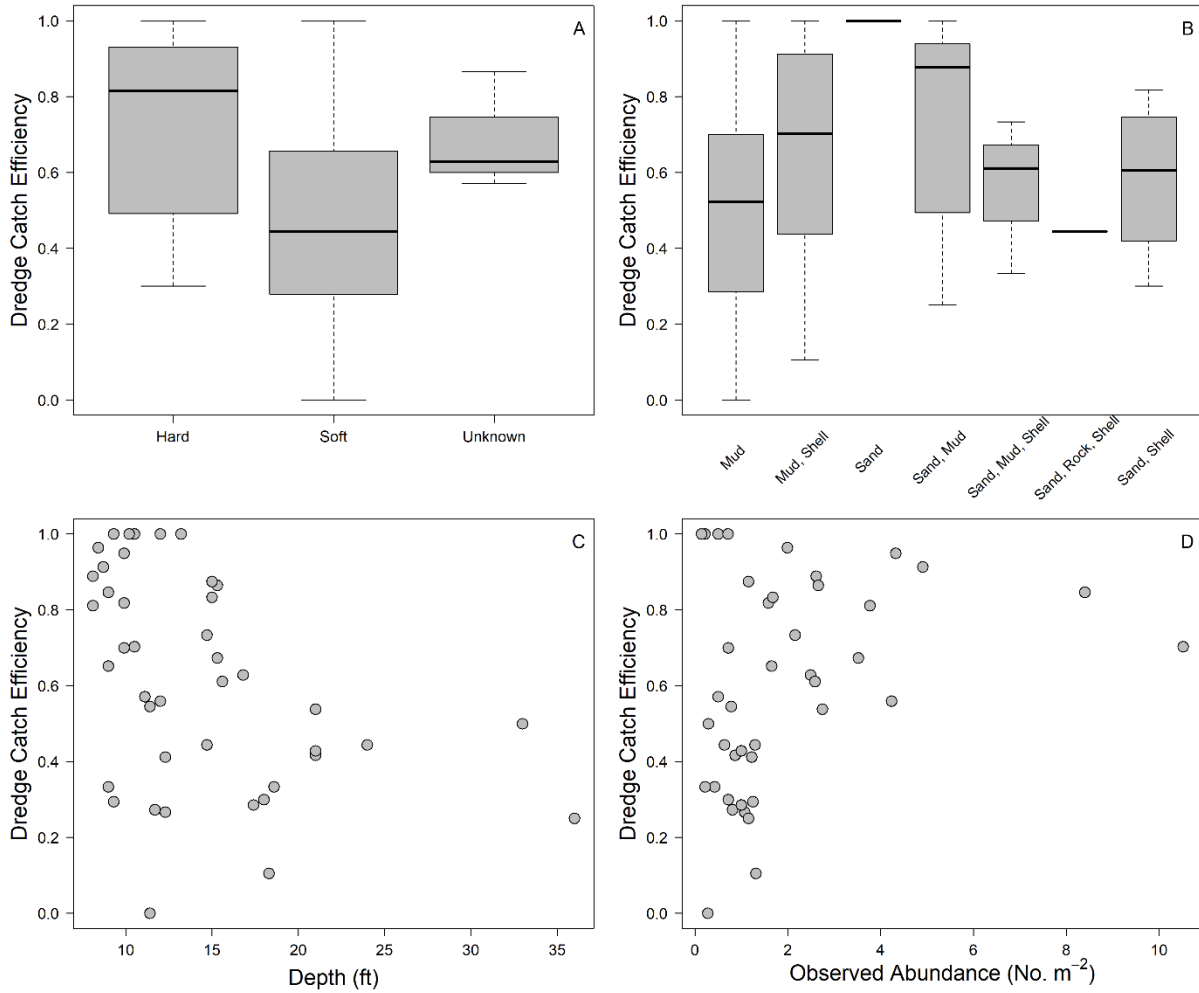 A
Dredge Catch Efficiency
1.0
0.8
0.6
0.4
0.2
0.0
Hard Soft Unknown
B
Dredge Catch Efficiency
1.0
0.8
0.6
0.4
0.2
0.0
Mud
Mud, Shell
Sand
Sand, Mud
Sand, Mud, Shell
Sand, Rock, Shell
Sand, Shell
C
Dredge Catch Efficiency
1.0
0.8
0.6
0.4
0.2
0.0
10 15 20 25 30 35
Depth (ft)
D
Dredge Catch Efficiency
1.0
0.8
0.6
0.4
0.2
0.0
0 2 4 6 8 10
Observed Abundance (No. m⁻²)